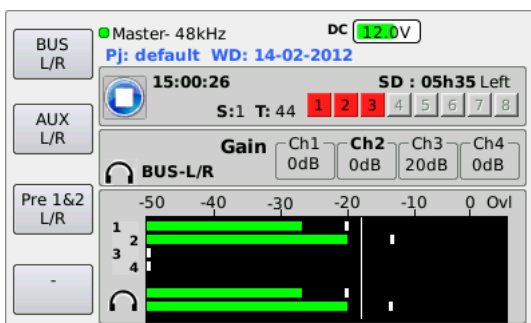 BUS
L/R
AUX
L/R
Pre 1&2
L/R
-
Master- 48kHz DC 12.0V
Pj: default WD: 14-02-2012
15:00:26 SD : 05h35 Left
S:1 T: 44 1 2 3 4 5 6 7 8
Gain Ch1 Ch2 Ch3 Ch4
BUS-L/R 0dB 0dB 20dB 0dB
-50 -40 -30 -20 -10 0 Ovl
1
2
3
4